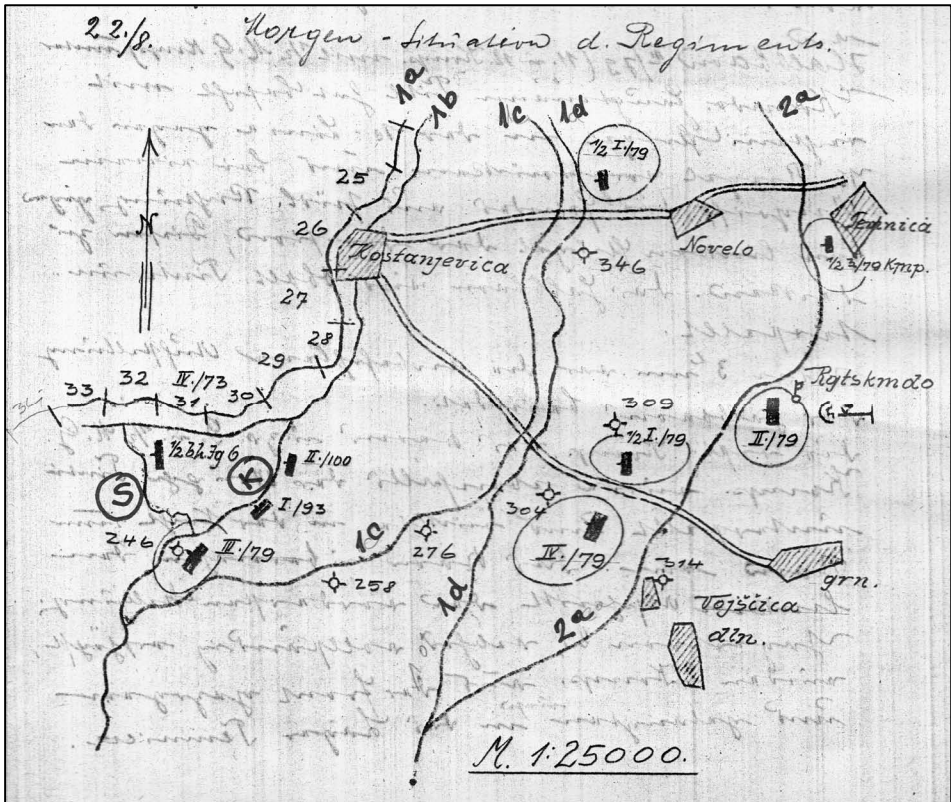 22./8. Morgen - Situation d. Regiments.
1a
1b
1c
1d
2a
½ I./79
25
N
26
Kostanjevica
Novelo
Temnica
346
½ /79 Kmp.
27
28
29
Rgtskmdo
33
32
IV./73
31
30
309
II./79
½ I./79
½ bh. Jg 6
II./100
S
K
I./93
304
246
III./79
1c
276
IV./79
258
314
grn.
1d
Vojščica
2a
dln.
M. 1:25000.